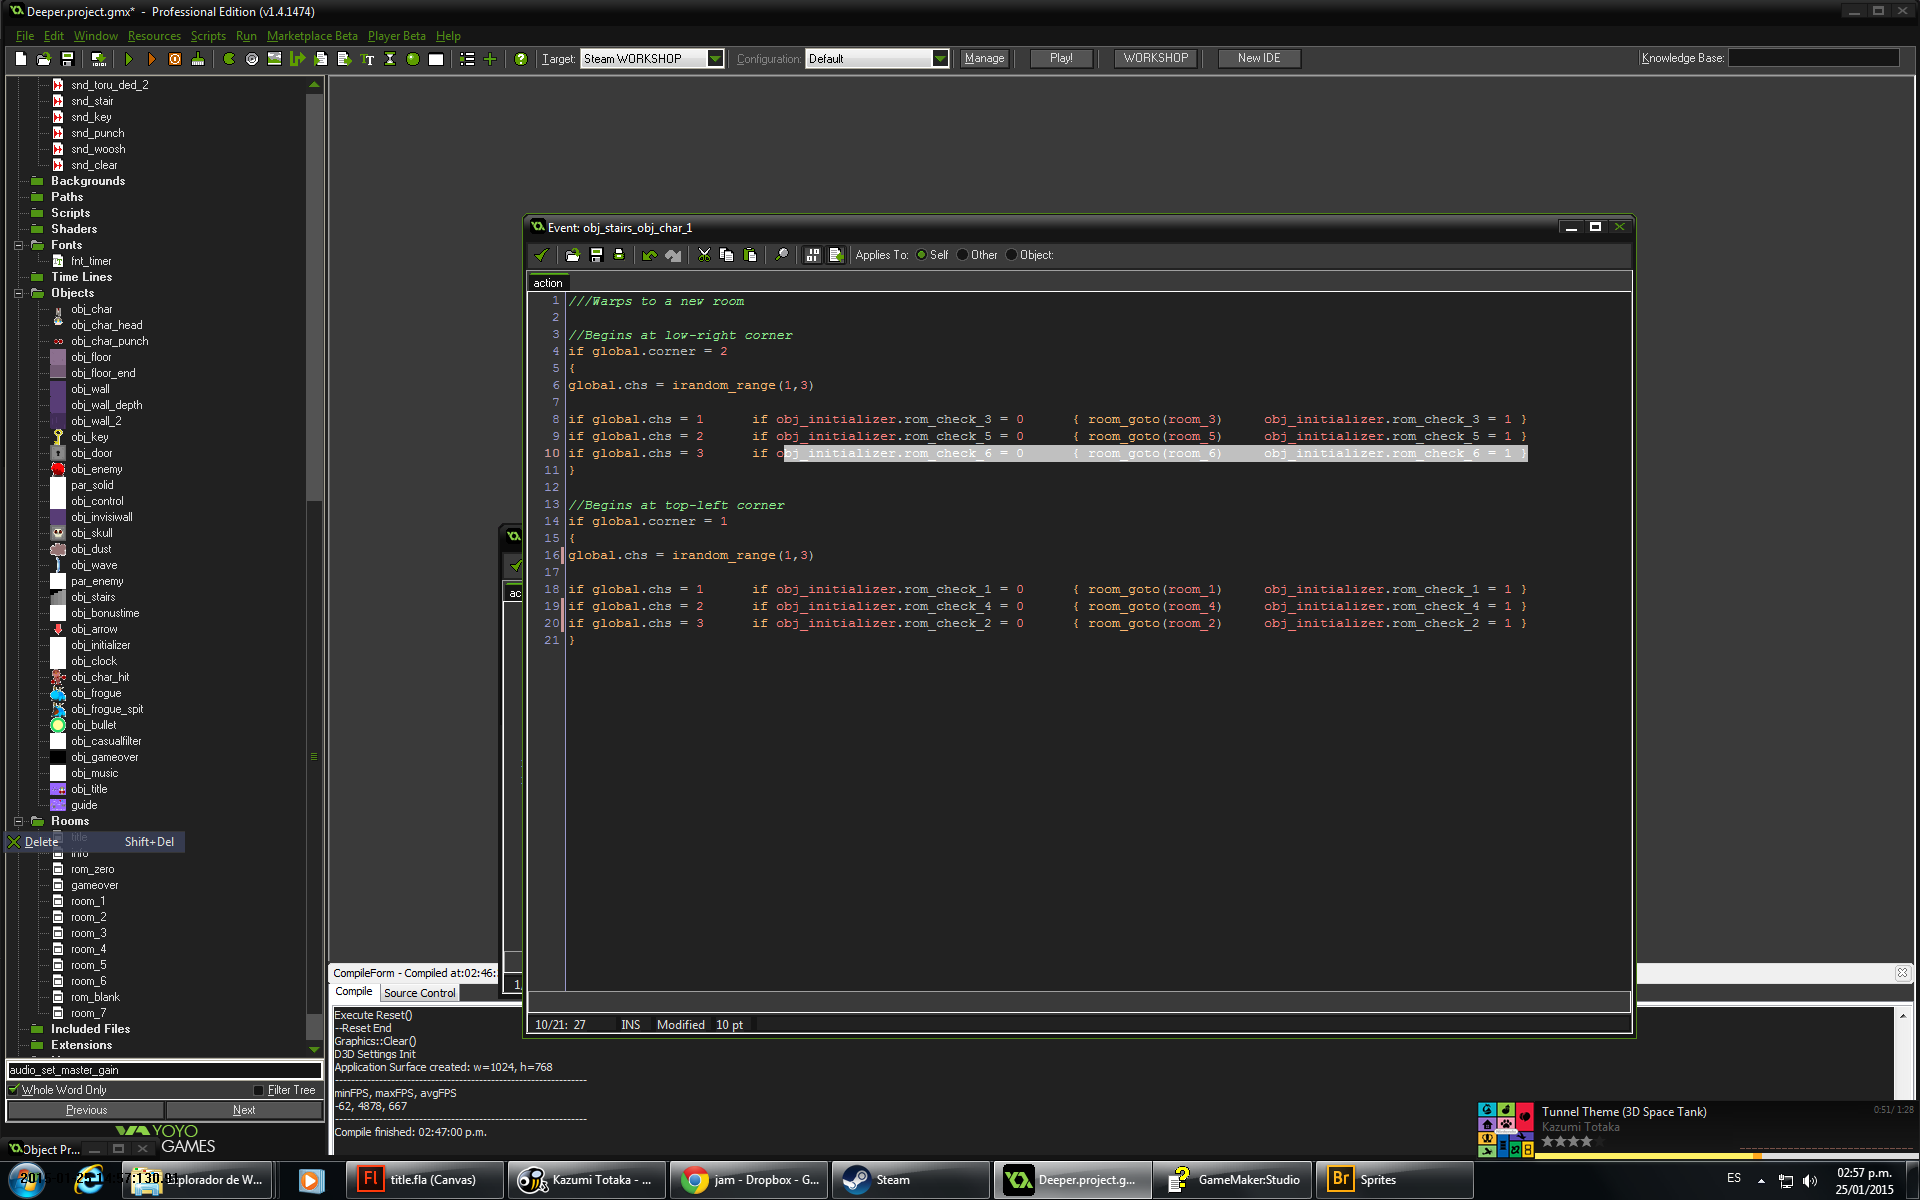 Deeper.project.gmx* - Professional Edition (v1.4.1474)
File Edit Window Resources Scripts Run Marketplace Beta Player Beta Help
Target: Steam WORKSHOP Configuration: Default Manage Play! WORKSHOP New IDE Knowledge Base:
snd_toru_ded_2
snd_stair
snd_key
snd_punch
snd_woosh
snd_clear
Backgrounds
Paths
Scripts
Shaders
Fonts
fnt_timer
Time Lines
Objects
obj_char
obj_char_head
obj_char_punch
obj_floor
obj_floor_end
obj_wall
obj_wall_depth
obj_wall_2
obj_key
obj_door
obj_enemy
par_solid
obj_control
obj_invisiwall
obj_skull
obj_dust
obj_wave
par_enemy
obj_stairs
obj_bonustime
obj_arrow
obj_initializer
obj_clock
obj_char_hit
obj_frogue
obj_frogue_spit
obj_bullet
obj_casualfilter
obj_gameover
obj_music
obj_title
guide
Rooms
title
Delete Shift+Del
info
rom_zero
gameover
room_1
room_2
room_3
room_4
room_5
room_6
rom_blank
room_7
Included Files
Extensions
audio_set_master_gain
Whole Word Only Filter Tree
Previous Next
YOYO
GAMES
Object Pr...
Event: obj_stairs_obj_char_1
Applies To: Self Other Object:
action
1 ///Warps to a new room
2
3 //Begins at low-right corner
4 if global.corner = 2
5 {
6 global.chs = irandom_range(1,3)
7
8 if global.chs = 1 if obj_initializer.rom_check_3 = 0 { room_goto(room_3) obj_initializer.rom_check_3 = 1 }
9 if global.chs = 2 if obj_initializer.rom_check_5 = 0 { room_goto(room_5) obj_initializer.rom_check_5 = 1 }
10 if global.chs = 3 if obj_initializer.rom_check_6 = 0 { room_goto(room_6) obj_initializer.rom_check_6 = 1 }
11 }
12
13 //Begins at top-left corner
14 if global.corner = 1
15 {
16 global.chs = irandom_range(1,3)
17
18 if global.chs = 1 if obj_initializer.rom_check_1 = 0 { room_goto(room_1) obj_initializer.rom_check_1 = 1 }
19 if global.chs = 2 if obj_initializer.rom_check_4 = 0 { room_goto(room_4) obj_initializer.rom_check_4 = 1 }
20 if global.chs = 3 if obj_initializer.rom_check_2 = 0 { room_goto(room_2) obj_initializer.rom_check_2 = 1 }
21 }
10/21: 27 INS Modified 10 pt
ac
CompileForm - Compiled at:02:46:
Compile Source Control
Execute Reset()
--Reset End
Graphics::Clear()
D3D Settings Init
Application Surface created: w=1024, h=768
minFPS, maxFPS, avgFPS
-62, 4878, 667
Compile finished: 02:47:00 p.m.
Tunnel Theme (3D Space Tank) 0:51/ 1:28
Kazumi Totaka
Explorador de W...
title.fla (Canvas)
Kazumi Totaka - ...
jam - Dropbox - G...
Steam
Deeper.project.g...
GameMaker:Studio
Sprites
ES
02:57 p.m.
25/01/2015